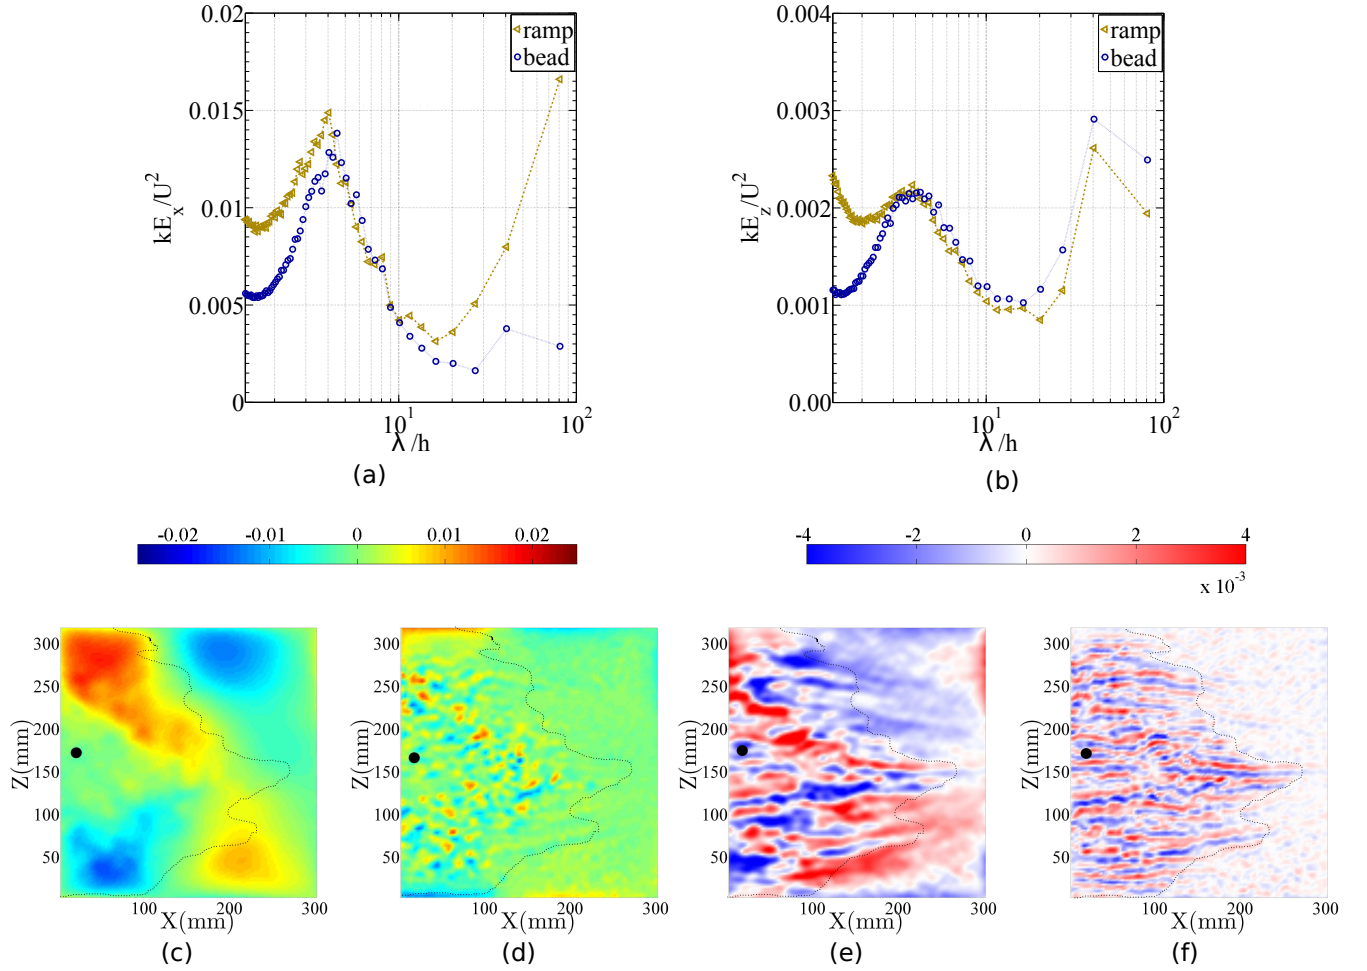 0.02
0.015
0.01
0.005
0
kE_x/U^2
ramp
bead
10^1
10^2
λ/h
(a)
0.004
0.003
0.002
0.001
0.00
kE_z/U^2
ramp
bead
10^1
10^2
λ/h
(b)
-0.02 -0.01 0 0.01 0.02
-4 -2 0 2 4
x 10^-3
300
250
200
150
100
50
Z(mm)
100 200 300
X(mm)
(c)
300
250
200
150
100
50
Z(mm)
100 200 300
X(mm)
(d)
300
250
200
150
100
50
Z(mm)
100 200 300
X(mm)
(e)
300
250
200
150
100
50
Z(mm)
100 200 300
X(mm)
(f)